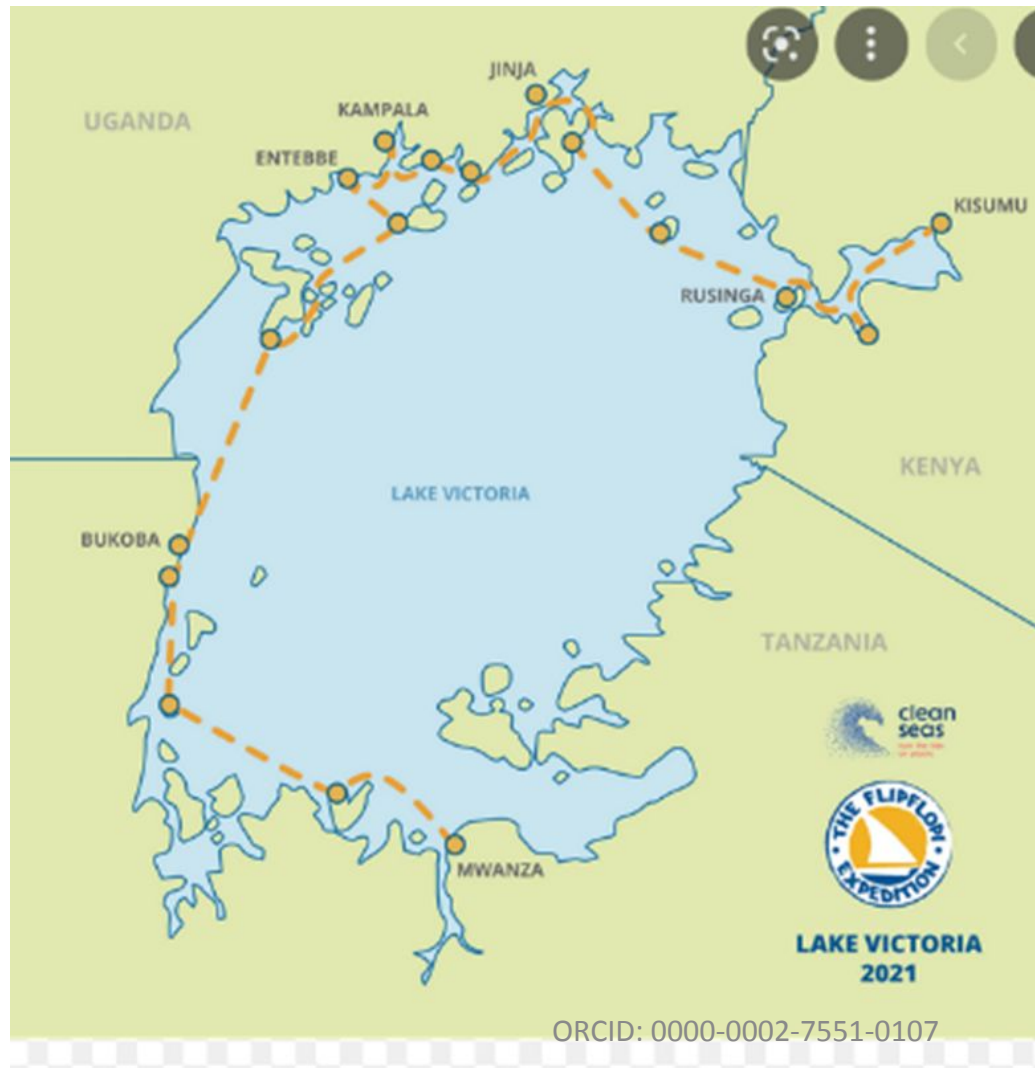 JINJA
KAMPALA
UGANDA
ENTEBBE
KISUMU
RUSINGA
KENYA
LAKE VICTORIA
BUKOBA
TANZANIA
clean
seas
THE FLIPFLOPI
EXPEDITION
MWANZA
LAKE VICTORIA
2021
ORCID: 0000-0002-7551-0107